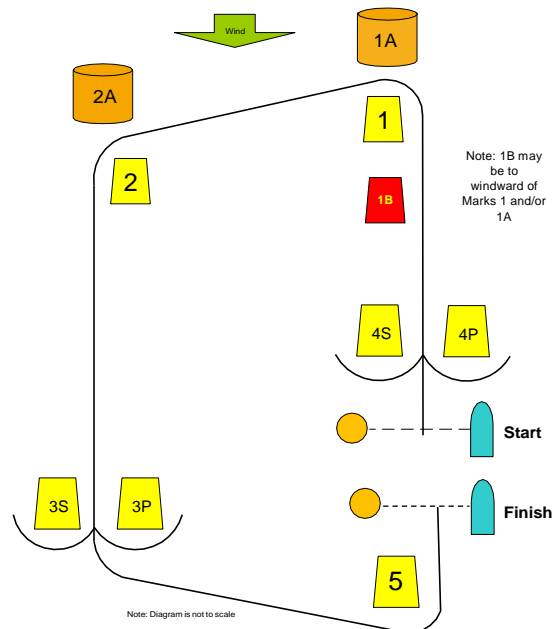 Wind
1A
2A
1
2
1B
Note: 1B may
be to
windward of
Marks 1 and/or
1A
4S
4P
Start
3S
3P
Finish
5
Note: Diagram is not to scale